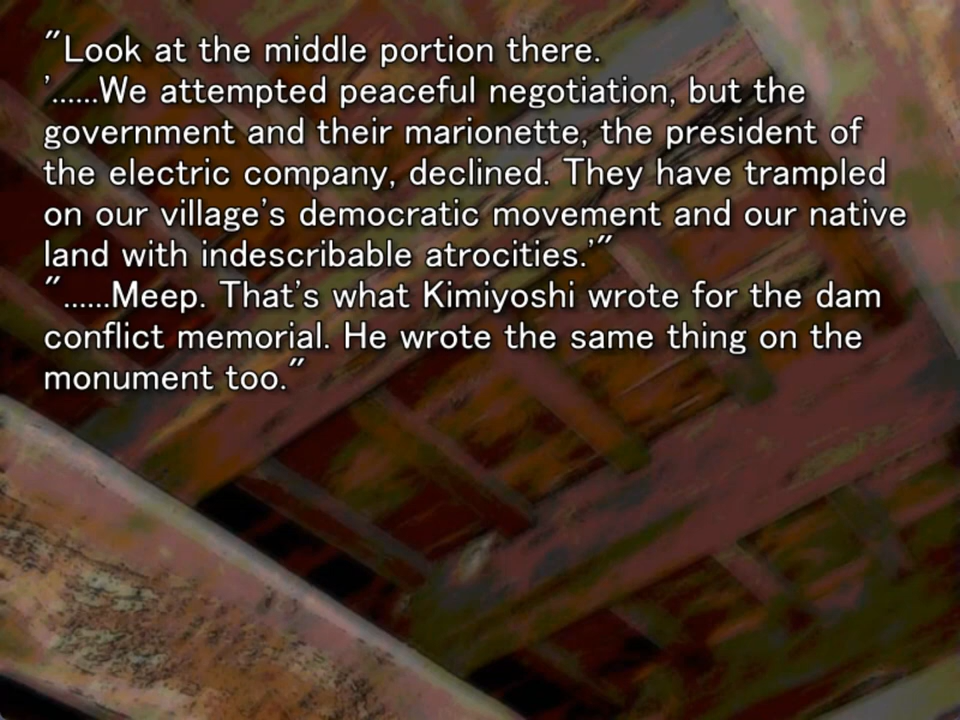 "Look at the middle portion there.
'......We attempted peaceful negotiation, but the
government and their marionette, the president of
the electric company, declined. They have trampled
on our village's democratic movement and our native
land with indescribable atrocities.'"
"......Meep. That's what Kimiyoshi wrote for the dam
conflict memorial. He wrote the same thing on the
monument too."